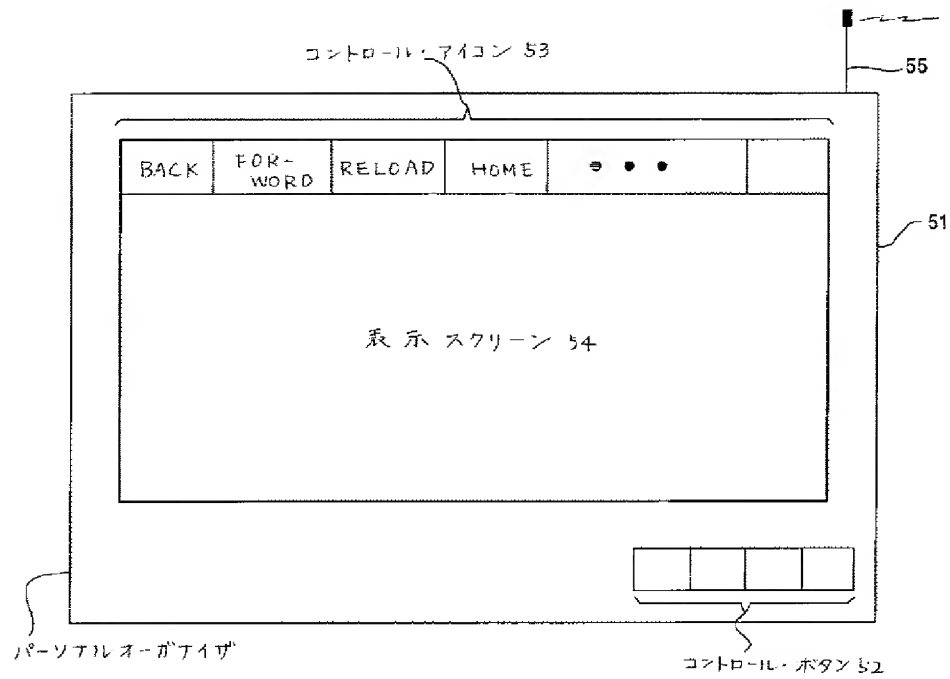 コントロール・アイコン 53
55
BACK
FOR-
WORD
RELOAD
HOME
51
表示スクリーン 54
パーソナルオーガナイザ
コントロール・ボタン 52